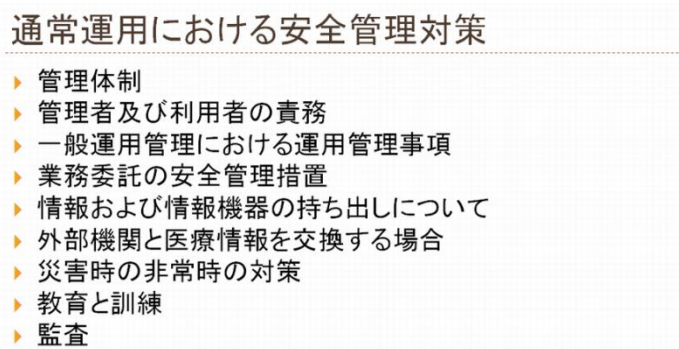 通常運用における安全管理対策
管理体制
管理者及び利用者の責務
一般運用管理における運用管理事項
業務委託の安全管理措置
情報および情報機器の持ち出しについて
外部機関と医療情報を交換する場合
災害時の非常時の対策
教育と訓練
監査